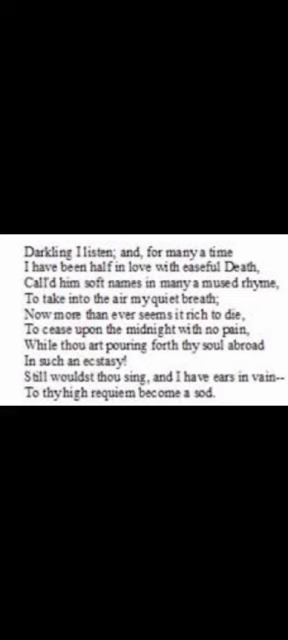 Darkling I listen; and, for many a time
I have been half in love with easeful Death,
Call'd him soft names in many a mused rhyme,
To take into the air my quiet breath;
Now more than ever seems it rich to die,
To cease upon the midnight with no pain,
While thou art pouring forth thy soul abroad
In such an ecstasy!
Still wouldst thou sing, and I have ears in vain--
To thy high requiem become a sod.